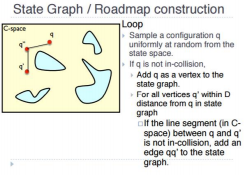 State Graph / Roadmap construction
Loop
Sample a configuration q
uniformly at random from the
state space.
If q is not in-collision,
Add q as a vertex to the
state graph.
For all vertices q' within D
distance from q in state
graph
If the line segment (in C-
space) between q and q'
is not in-collision, add an
edge qq' to the state
graph.
C-space
q
q''
q'